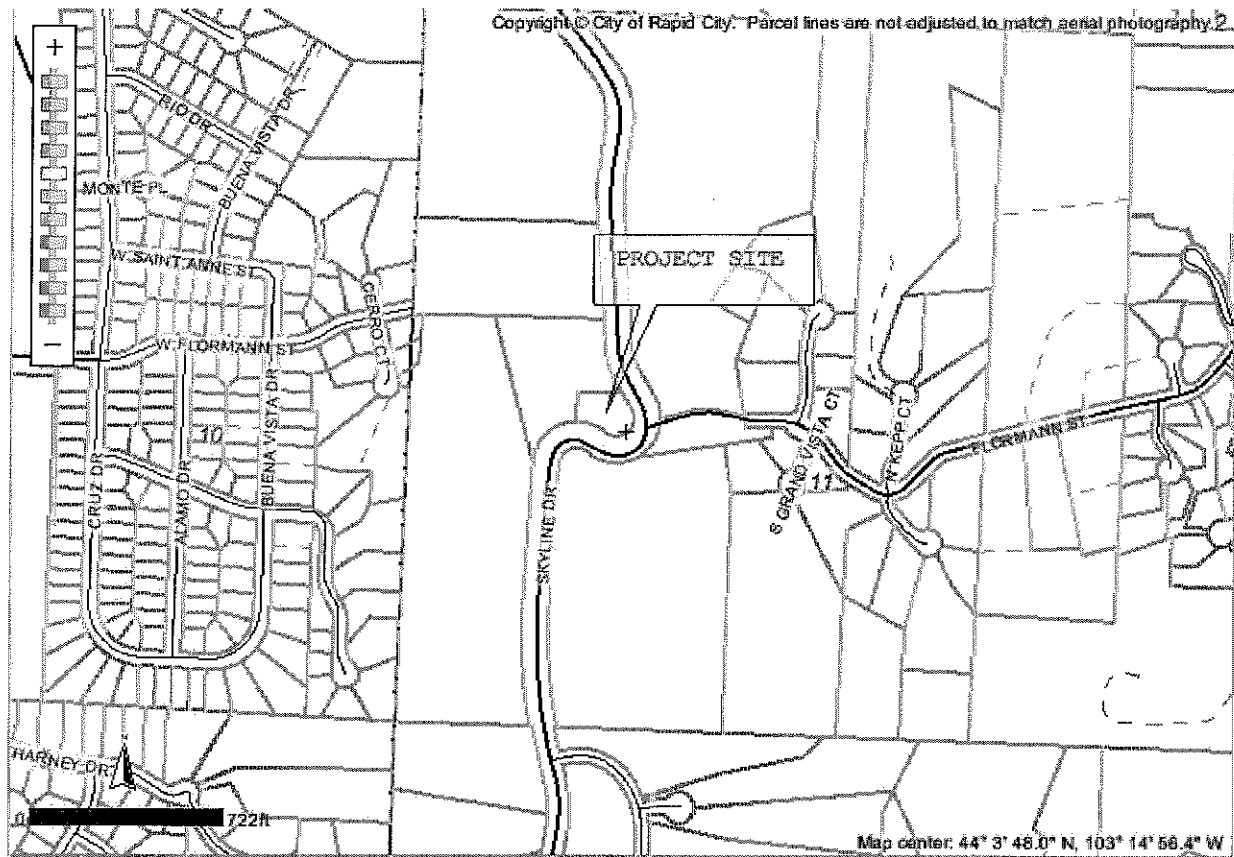 Copyright © City of Rapid City. Parcel lines are not adjusted to match aerial photography.2
+
RIO DR
BUENA VISTA DR
MONTE PL
W SAINT ANNE ST
PROJECT SITE
CERRO CT
W FLORMANN ST
BUENA VISTA DR
10
CRUZ DR
ALAMO DR
SKYLINE DR
S GRAND VISTA CT
11
N KEPP CT
FLORMANN ST
HARNEY DR
0
722ft
Map center: 44° 3' 48.0" N, 103° 14' 56.4" W